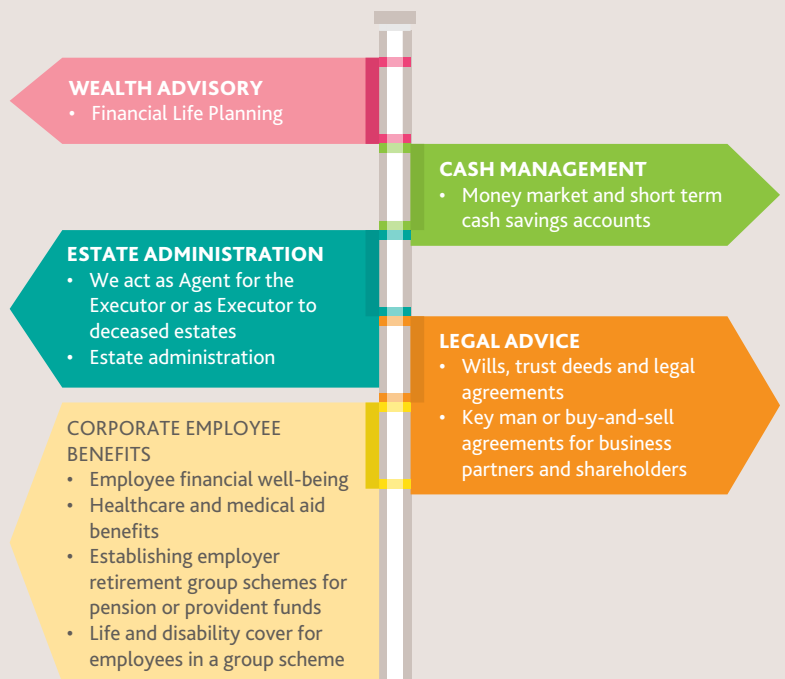 WEALTH ADVISORY
• Financial Life Planning
CASH MANAGEMENT
• Money market and short term
cash savings accounts
ESTATE ADMINISTRATION
• We act as Agent for the
Executor or as Executor to
deceased estates
• Estate administration
LEGAL ADVICE
• Wills, trust deeds and legal
agreements
• Key man or buy-and-sell
agreements for business
partners and shareholders
CORPORATE EMPLOYEE
BENEFITS
• Employee financial well-being
• Healthcare and medical aid
benefits
• Establishing employer
retirement group schemes for
pension or provident funds
• Life and disability cover for
employees in a group scheme